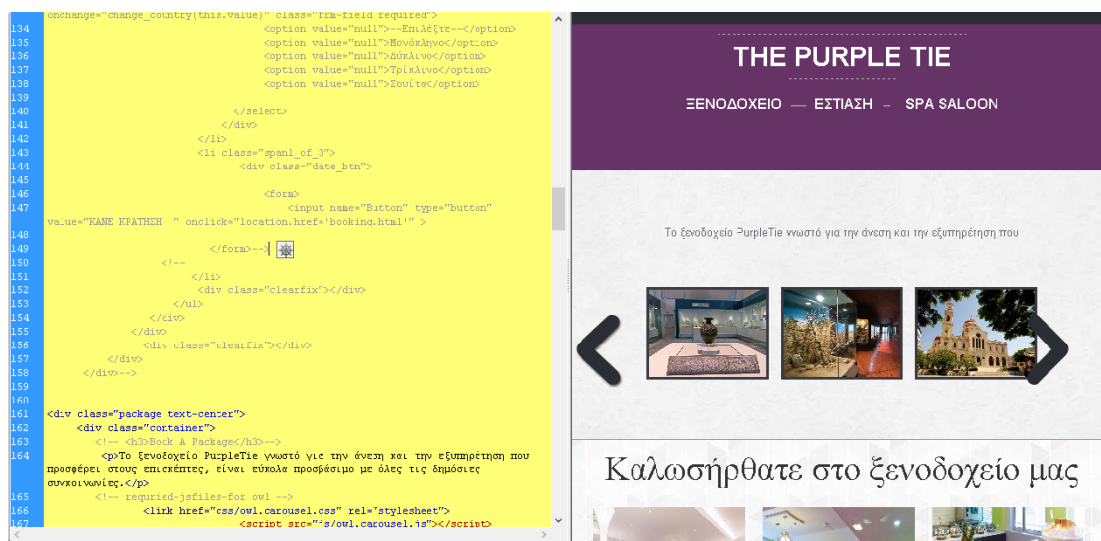 onchange="change_country(this.value)" class="frm-field required">
134 <option value="null">--Επιλέξτε--</option>
135 <option value="null">Μονόκληνο</option>
136 <option value="null">Δύκλινο</option>
137 <option value="null">Τρίκλινο</option>
138 <option value="null">Σουίτα</option>
139
140 </select>
141 </div>
142 </li>
143 <li class="span1_of_3">
144 <div class="date_btn">
145
146 <form>
147 <input name="Button" type="button"
value="ΚΑΝΕ ΚΡΑΤΗΣΗ " onclick="location.href='booking.html'" >
148
149 </form>-->
150 <!--
151 </li>
152 <div class="clearfix"></div>
153 </ul>
154 </div>
155 </div>
156 <div class="clearfix"></div>
157 </div>
158 </div>-->
159
160
161 <div class="package text-center">
162 <div class="container">
163 <!-- <h3>Book A Package</h3>-->
164 <p>Το ξενοδοχείο PurpleTie γνωστό για την άνεση και την εξυπηρέτηση που
προσφέρει στους επισκέπτες, είναι εύκολα προσβάσιμο με όλες τις δημόσιες
συγκοινωνίες.</p>
165 <!-- requried-jsfiles-for owl -->
166 <link href="css/owl.carousel.css" rel="stylesheet">
167 <script src="js/owl.carousel.js"></script>
THE PURPLE TIE
ΞΕΝΟΔΟΧΕΙΟ — ΕΣΤΙΑΣΗ – SPA SALOON
Το ξενοδοχείο PurpleTie γνωστό για την άνεση και την εξυπηρέτηση που
Καλωσήρθατε στο ξενοδοχείο μας